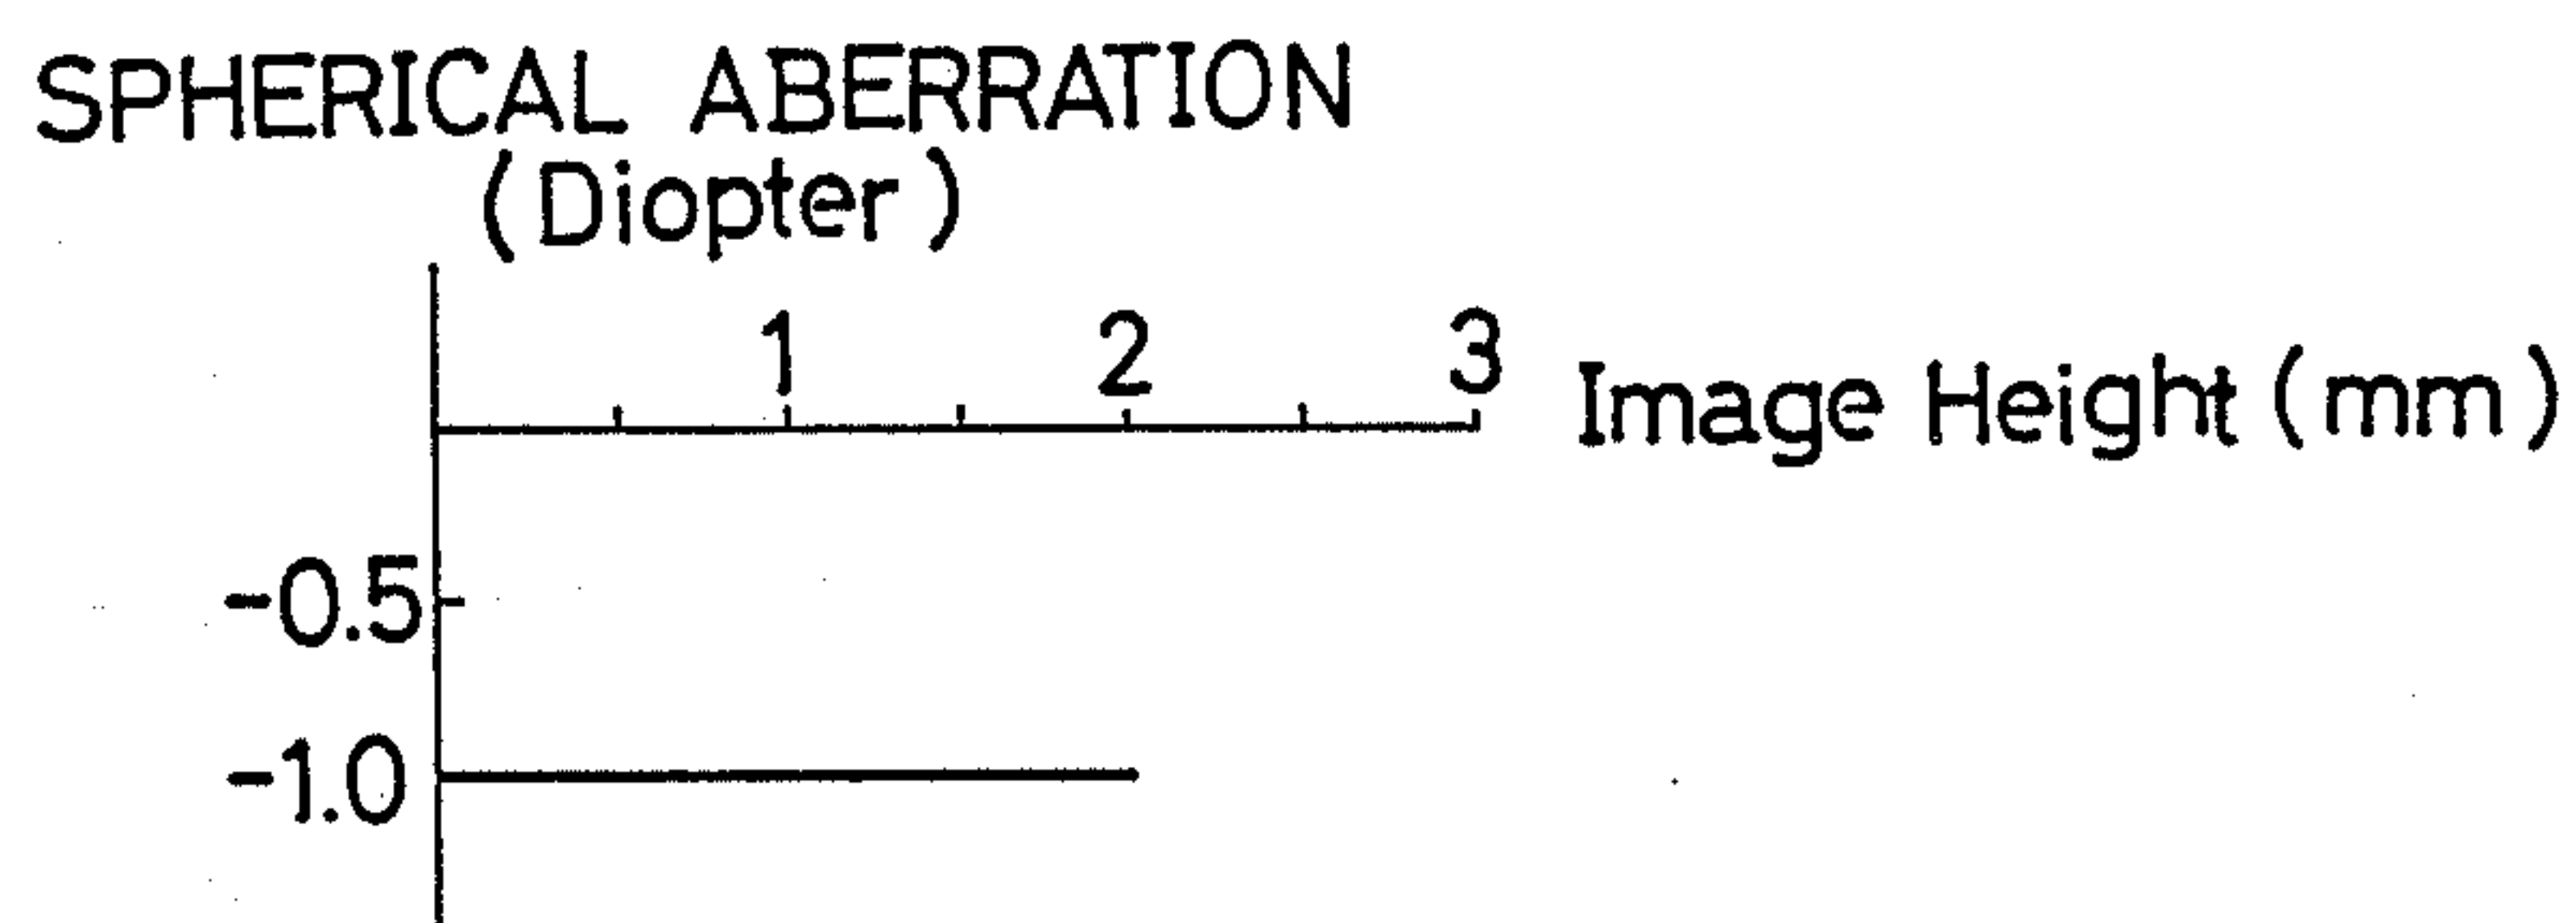 SPHERICAL ABERRATION
(Diopter)
1 2 3
Image Height (mm)
-0.5
-1.0